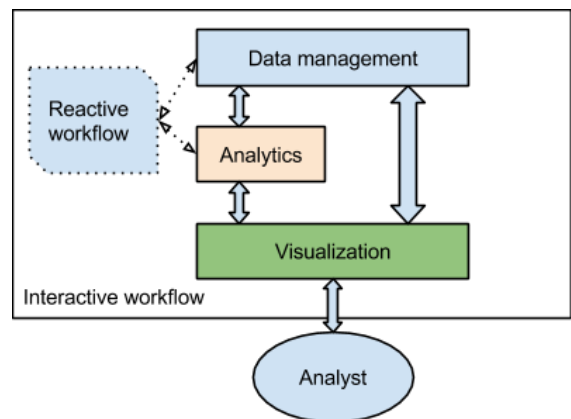 Data management
Reactive
workflow
Analytics
Visualization
Interactive workflow
Analyst